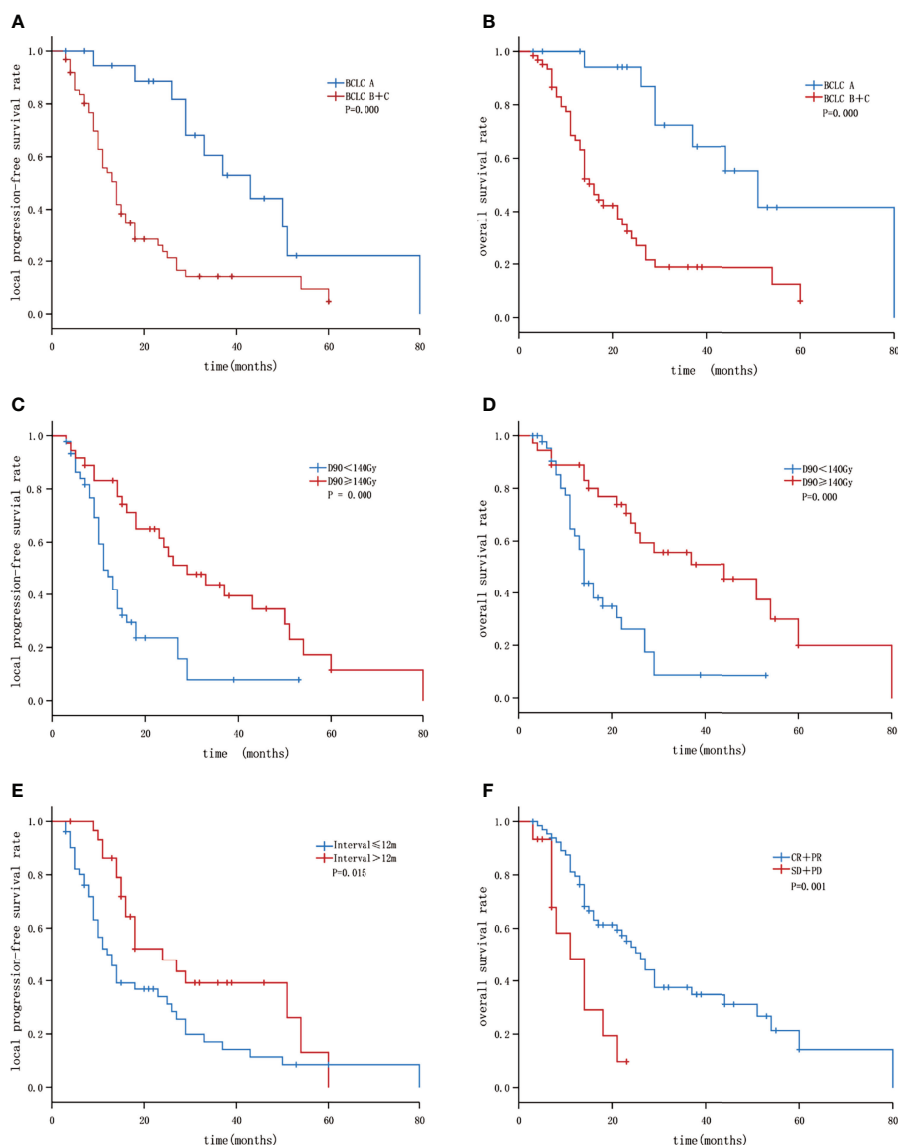 A
local progression-free survival rate
1.0
0.8
0.6
0.4
0.2
0.0
BCLC A
BCLC B+C
P=0.000
0
20
40
60
80
time(months)
B
overall survival rate
1.0
0.8
0.6
0.4
0.2
0.0
BCLC A
BCLC B+C
P=0.000
0
20
40
60
80
time (months)
C
local progression-free survial rate
1.0
0.8
0.6
0.4
0.2
0.0
D90<140Gy
D90≥140Gy
P = 0.000
0
20
40
60
80
time (months)
D
overall survival rate
1.0
0.8
0.6
0.4
0.2
0.0
D90<140Gy
D90≥140Gy
P=0.000
0
20
40
60
80
time(months)
E
local progressior-free survival rate
1.0
0.8
0.6
0.4
0.2
0.0
Interval≤12m
Interval>12m
P=0.015
0
20
40
60
80
time(months)
F
overall survival rate
1.0
0.8
0.6
0.4
0.2
0.0
CR+PR
SD+PD
P=0.001
0
20
40
60
80
time(months)